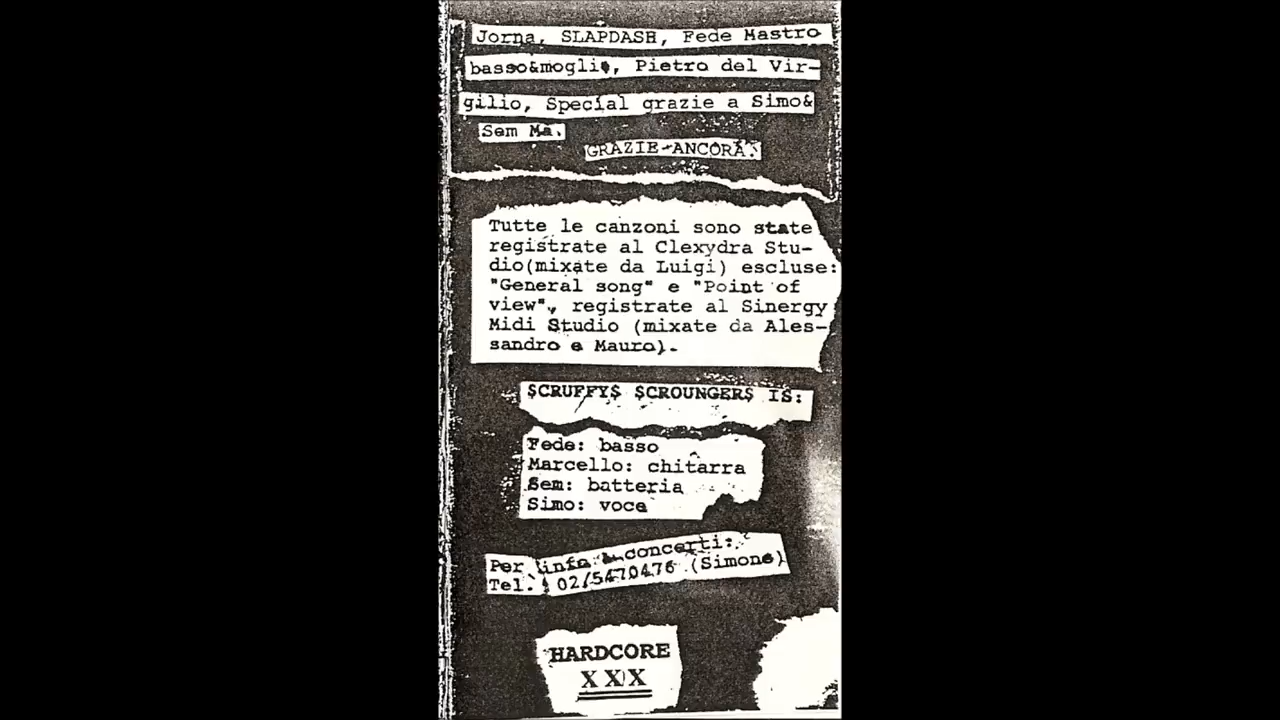 Jorna, SLAPDASH, Fede Mastro
basso&moglie, Pietro del Vir-
gilio, Special grazie a Simo&
Sem Ma.
GRAZIE ANCORA.
Tutte le canzoni sono state
registrate al Clexydra Stu-
dio(mixate da Luigi) escluse:
"General song" e "Point of
view", registrate al Sinergy
Midi Studio (mixate da Ales-
sandro e Mauro).
$CRUFFY$ $CROUNGER$ IS:
Fede: basso
Marcello: chitarra
Sem: batteria
Simo: voce
Per info & concerti:
Tel. 02/5470476 (Simone)
HARDCORE
XXX